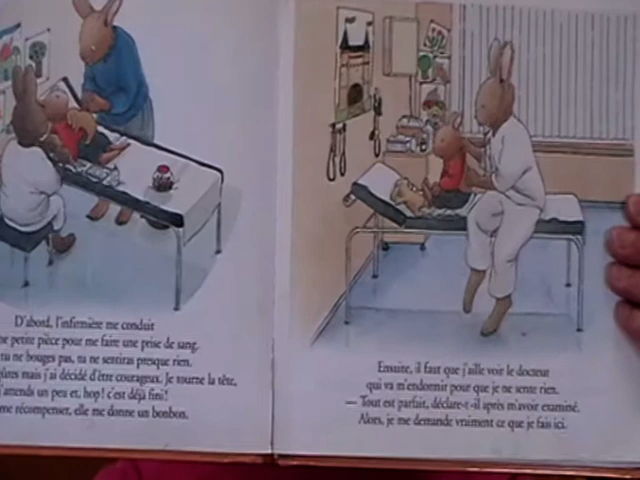 D'abord, l'infirmière me conduit
ne petite pièce pour me faire une prise de sang.
tu ne bouges pas, tu ne sentiras presque rien.
mais j'ai décidé d'être courageux. Je tourne la tête,
j'attends un peu et, hop! c'est déjà fini!
me récompenser, elle me donne un bonbon.
Ensuite, il faut que j'aille voir le docteur
qui va m'endormir pour que je ne sente rien.
— Tout est parfait, déclare-t-il après m'avoir examiné.
Alors, je me demande vraiment ce que je fais ici.